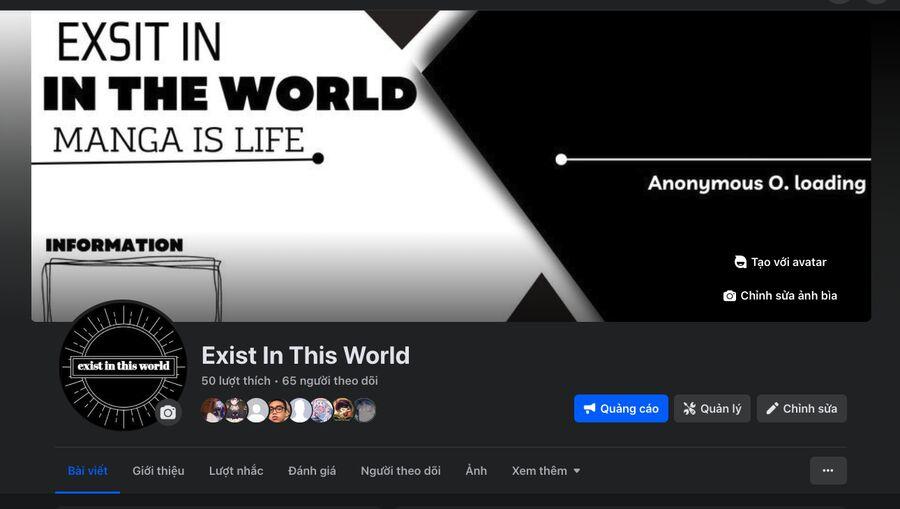 EXSIT IN
IN THE WORLD
MANGA IS LIFE
Anonymous O. loading
INFORMATION
Tạo với avatar
Chỉnh sửa ảnh bìa
exist in this world
Exist In This World
50 lượt thích • 65 người theo dõi
Quảng cáo
Quản lý
Chỉnh sửa
Bài viết
Giới thiệu
Lượt nhắc
Đánh giá
Người theo dõi
Ảnh
Xem thêm